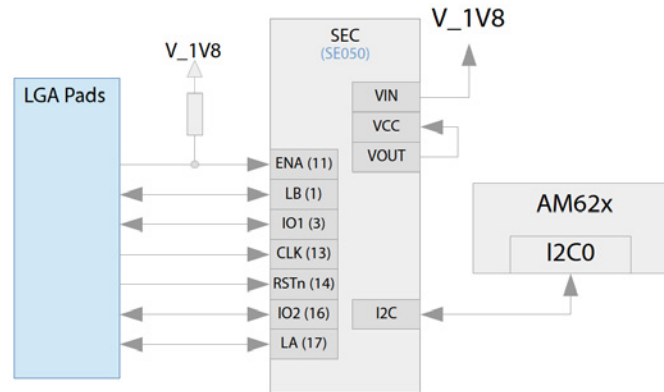 V_1V8
SEC
(SE050)
V_1V8
LGA Pads
VIN
VCC
VOUT
ENA (11)
LB (1)
IO1 (3)
CLK (13)
RSTn (14)
IO2 (16)
LA (17)
I2C
AM62x
I2C0